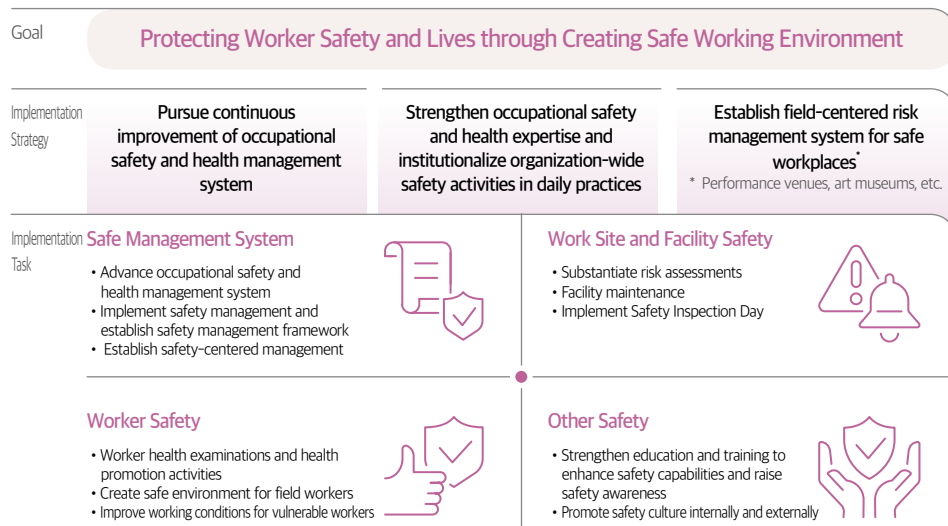 Goal
Protecting Worker Safety and Lives through Creating Safe Working Environment
Implementation
Strategy
Pursue continuous
improvement of occupational
safety and health management
system
Strengthen occupational safety
and health expertise and
institutionalize organization-wide
safety activities in daily practices
Establish field-centered risk
management system for safe
workplaces*
* Performance venues, art museums, etc.
Implementation
Task
Safe Management System
• Advance occupational safety and
health management system
• Implement safety management and
establish safety management framework
• Establish safety-centered management
Work Site and Facility Safety
• Substantiate risk assessments
• Facility maintenance
• Implement Safety Inspection Day
Worker Safety
• Worker health examinations and health
promotion activities
• Create safe environment for field workers
• Improve working conditions for vulnerable workers
Other Safety
• Strengthen education and training to
enhance safety capabilities and raise
safety awareness
• Promote safety culture internally and externally